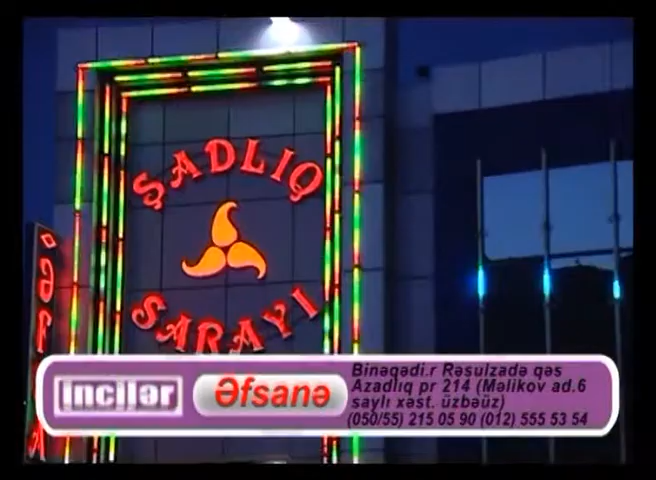 ŞADLIQ
SARAYI
incilər
Əfsanə
Binəqədi.r Rəsulzadə qəs
Azadlıq pr 214 (Məlikov ad.6
saylı xəst. üzbəüz)
(050/55) 215 05 90 (012) 555 53 54